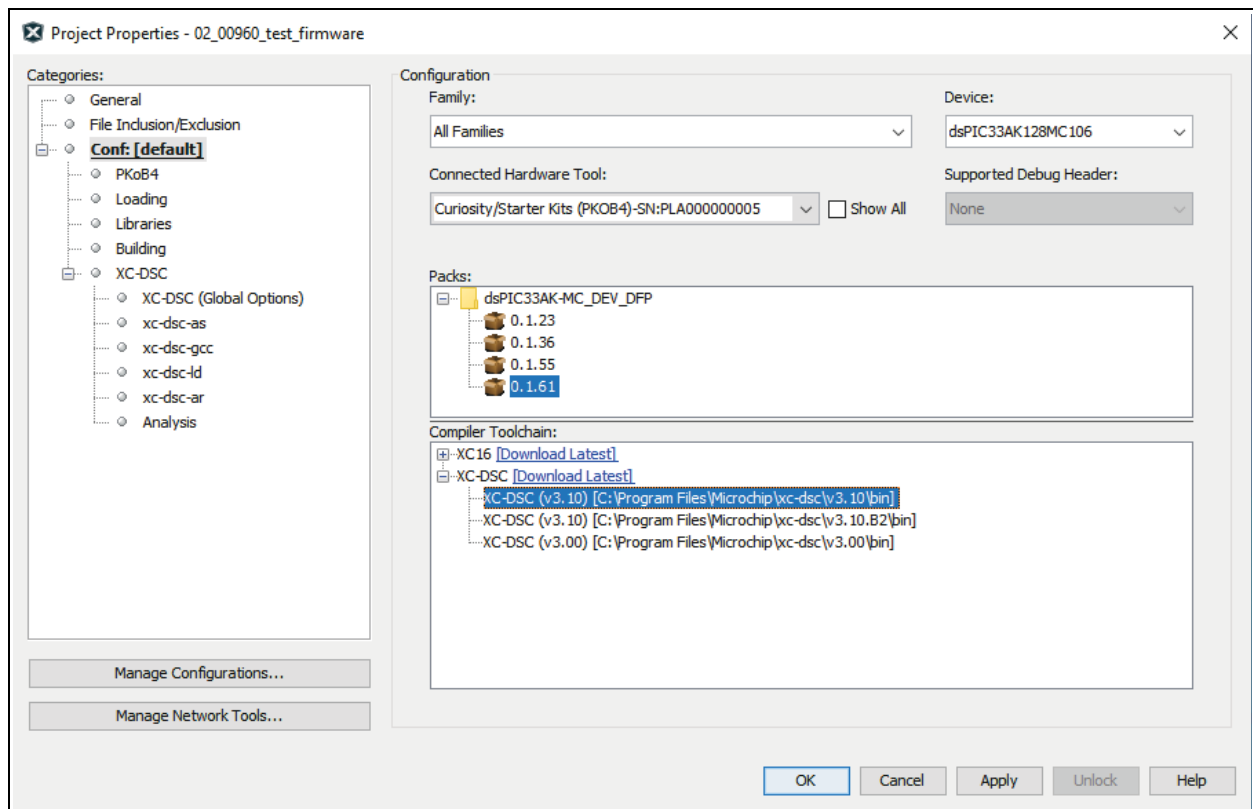 Project Properties - 02_00960_test_firmware
Categories:
General
File Inclusion/Exclusion
Conf: [default]
PKoB4
Loading
Libraries
Building
XC-DSC
XC-DSC (Global Options)
xc-dsc-as
xc-dsc-gcc
xc-dsc-ld
xc-dsc-ar
Analysis
Manage Configurations...
Manage Network Tools...
Configuration
Family:
All Families
Device:
dsPIC33AK128MC106
Connected Hardware Tool:
Curiosity/Starter Kits (PKOB4)-SN:PLA000000005
Show All
Supported Debug Header:
None
Packs:
dsPIC33AK-MC_DEV_DFP
0.1.23
0.1.36
0.1.55
0.1.61
Compiler Toolchain:
XC16 [Download Latest]
XC-DSC [Download Latest]
XC-DSC (v3.10) [C:\Program Files\Microchip\xc-dsc\v3.10\bin]
XC-DSC (v3.10) [C:\Program Files\Microchip\xc-dsc\v3.10.B2\bin]
XC-DSC (v3.00) [C:\Program Files\Microchip\xc-dsc\v3.00\bin]
OK
Cancel
Apply
Unlock
Help